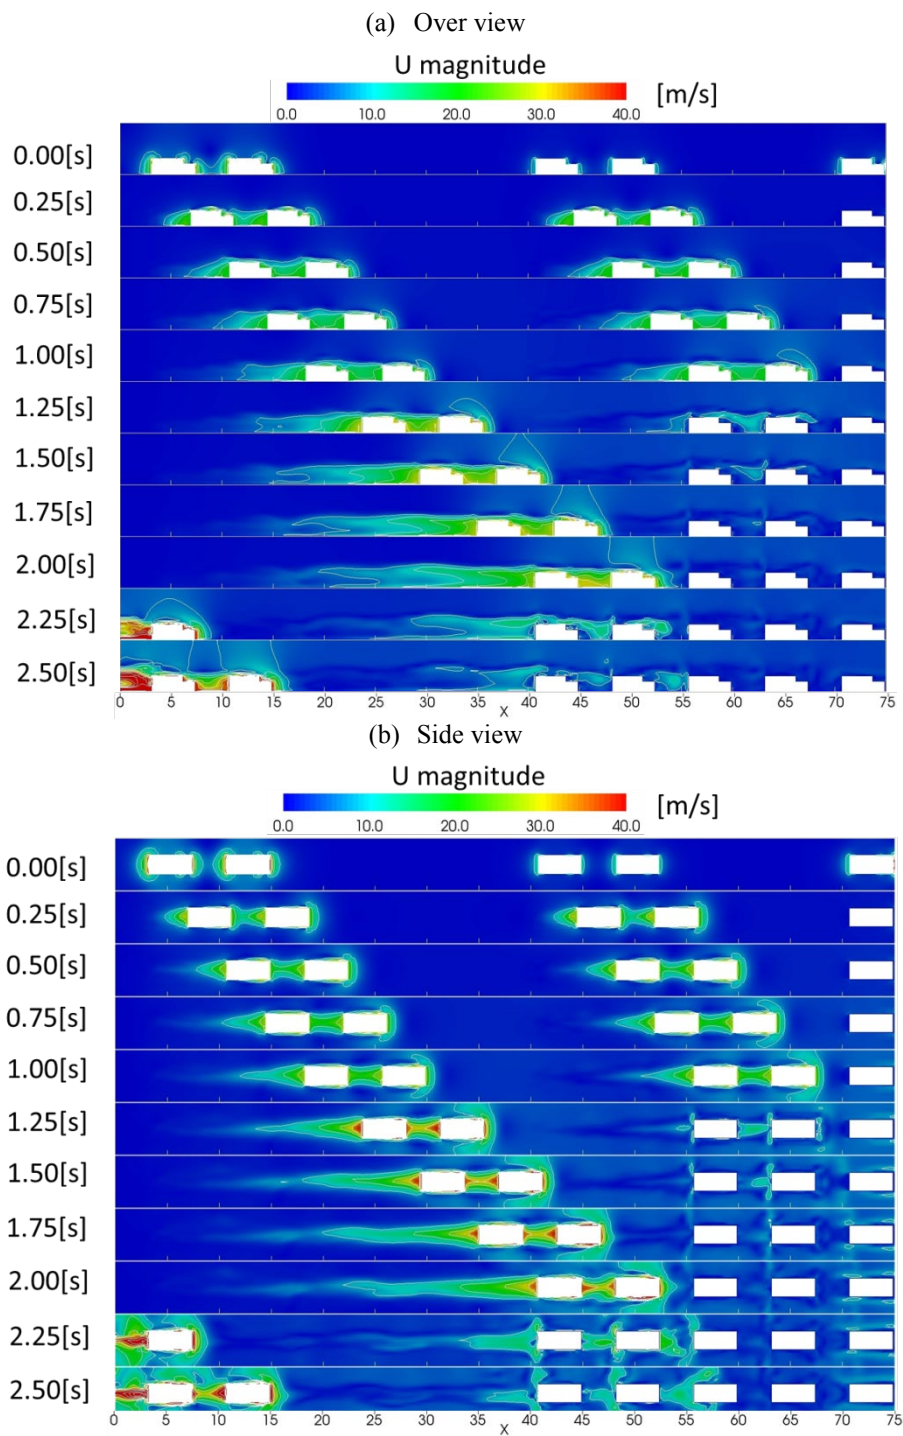 (a) Over view
U magnitude
[m/s]
0.0 10.0 20.0 30.0 40.0
0.00[s]
0.25[s]
0.50[s]
0.75[s]
1.00[s]
1.25[s]
1.50[s]
1.75[s]
2.00[s]
2.25[s]
2.50[s]
0 5 10 15 20 25 30 35 40 45 50 55 60 65 70 75
X
(b) Side view
U magnitude
[m/s]
0.0 10.0 20.0 30.0 40.0
0.00[s]
0.25[s]
0.50[s]
0.75[s]
1.00[s]
1.25[s]
1.50[s]
1.75[s]
2.00[s]
2.25[s]
2.50[s]
0 5 10 15 20 25 30 35 40 45 50 55 60 65 70 75
X